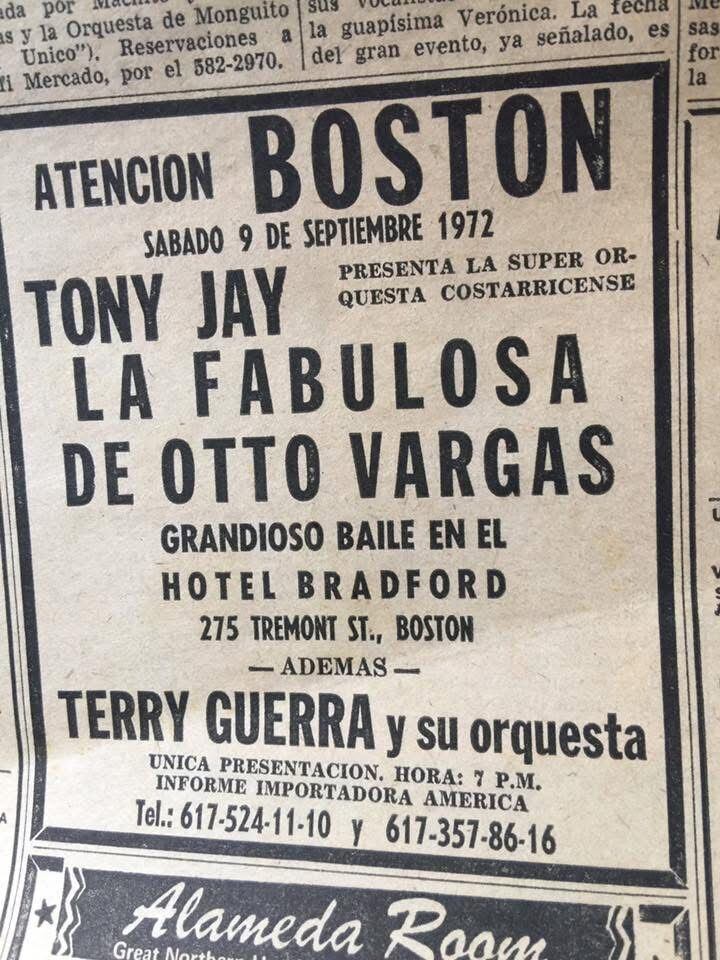 por
as y la Orquesta de Monguito
Unico"). Reservaciones a
Mercado, por el 582-2970.
sus
la guapísima Verónica. La fecha
del gran evento, ya señalado, es
sas
for
la
ATENCION BOSTON
SABADO 9 DE SEPTIEMBRE 1972
TONY JAY
PRESENTA LA SUPER OR-
QUESTA COSTARRICENSE
LA FABULOSA
DE OTTO VARGAS
GRANDIOSO BAILE EN EL
HOTEL BRADFORD
275 TREMONT ST., BOSTON
— ADEMAS —
TERRY GUERRA y su orquesta
UNICA PRESENTACION. HORA: 7 P.M.
INFORME IMPORTADORA AMERICA
Tel.: 617-524-11-10 y 617-357-86-16
Alameda Room
Great Northern